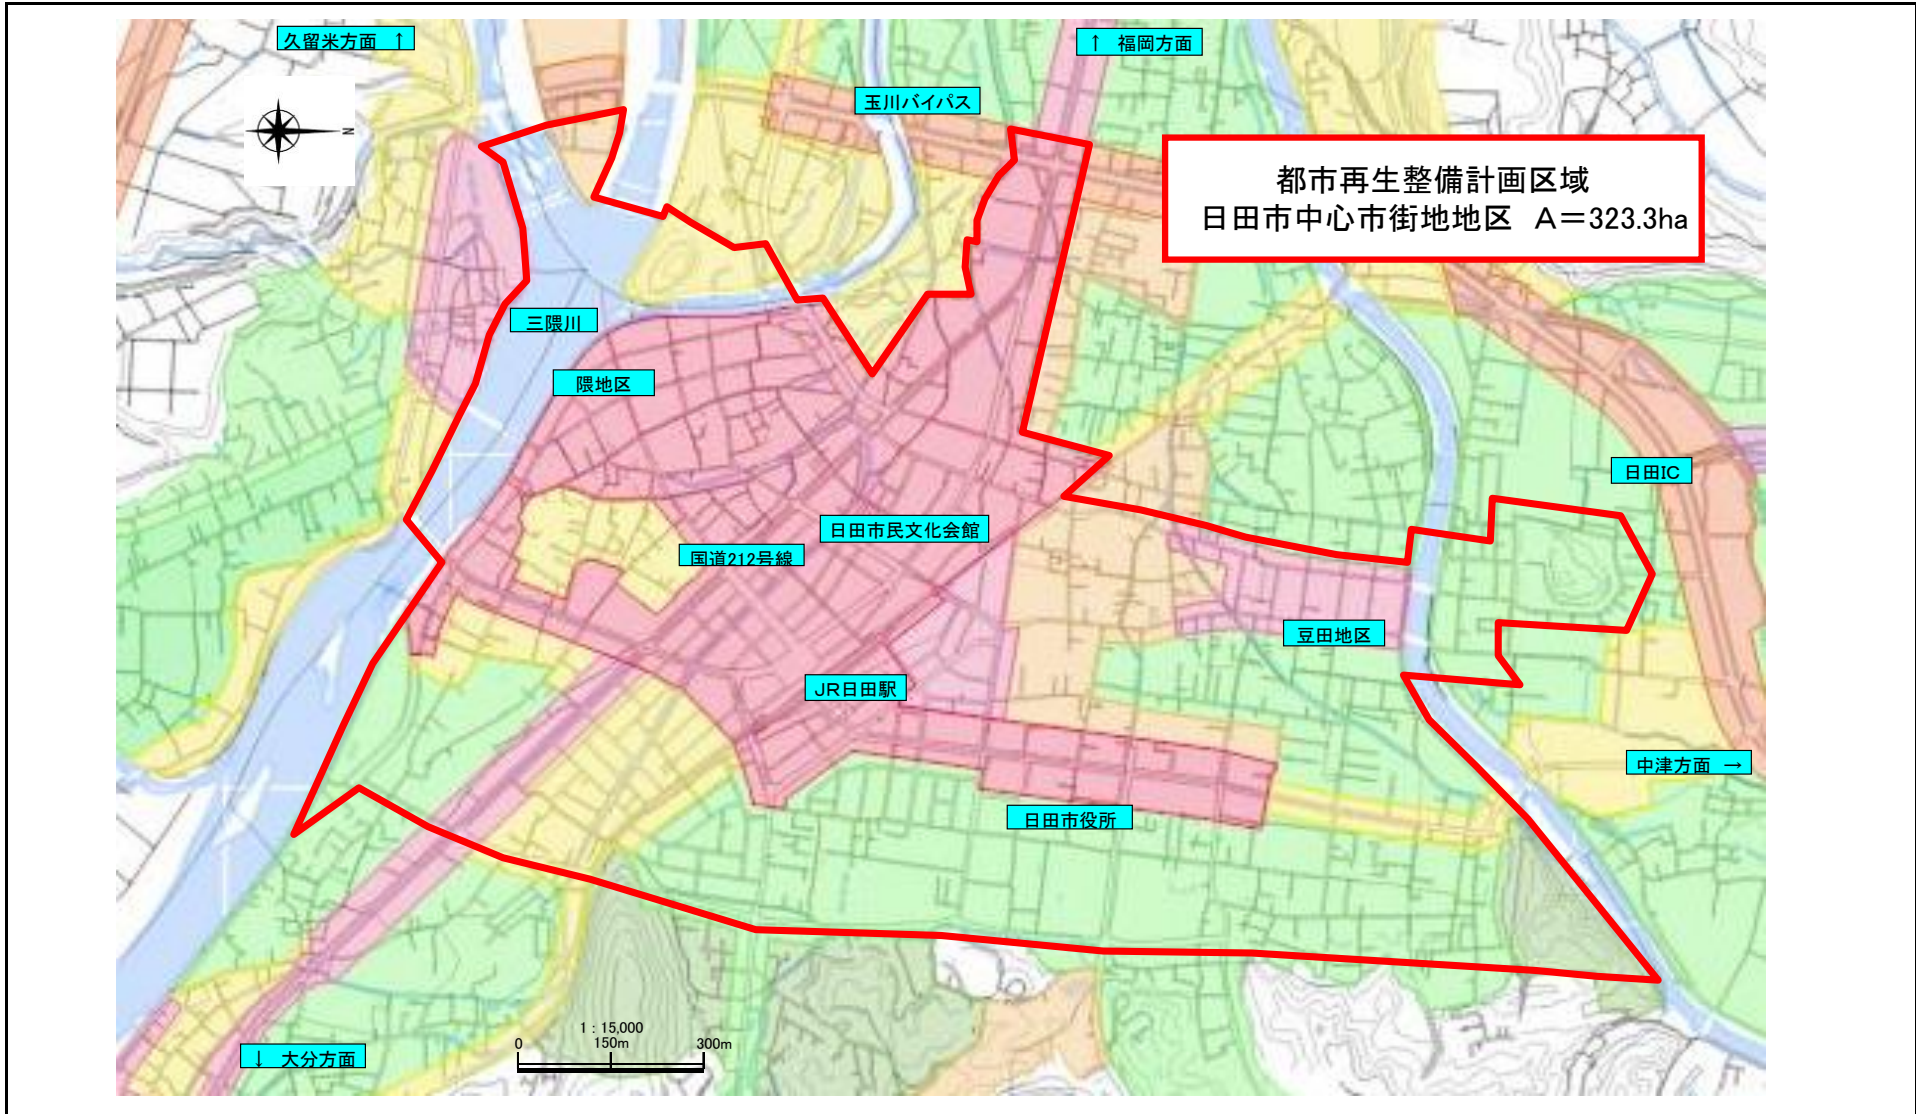 久留米方面 ↑
↑ 福岡方面
玉川バイパス
N
都市再生整備計画区域
日田市中心市街地地区 A＝323.3ha
三隈川
隈地区
日田IC
日田市民文化会館
国道212号線
豆田地区
JR日田駅
中津方面 →
日田市役所
1：15,000
0 150m 300m
↓ 大分方面